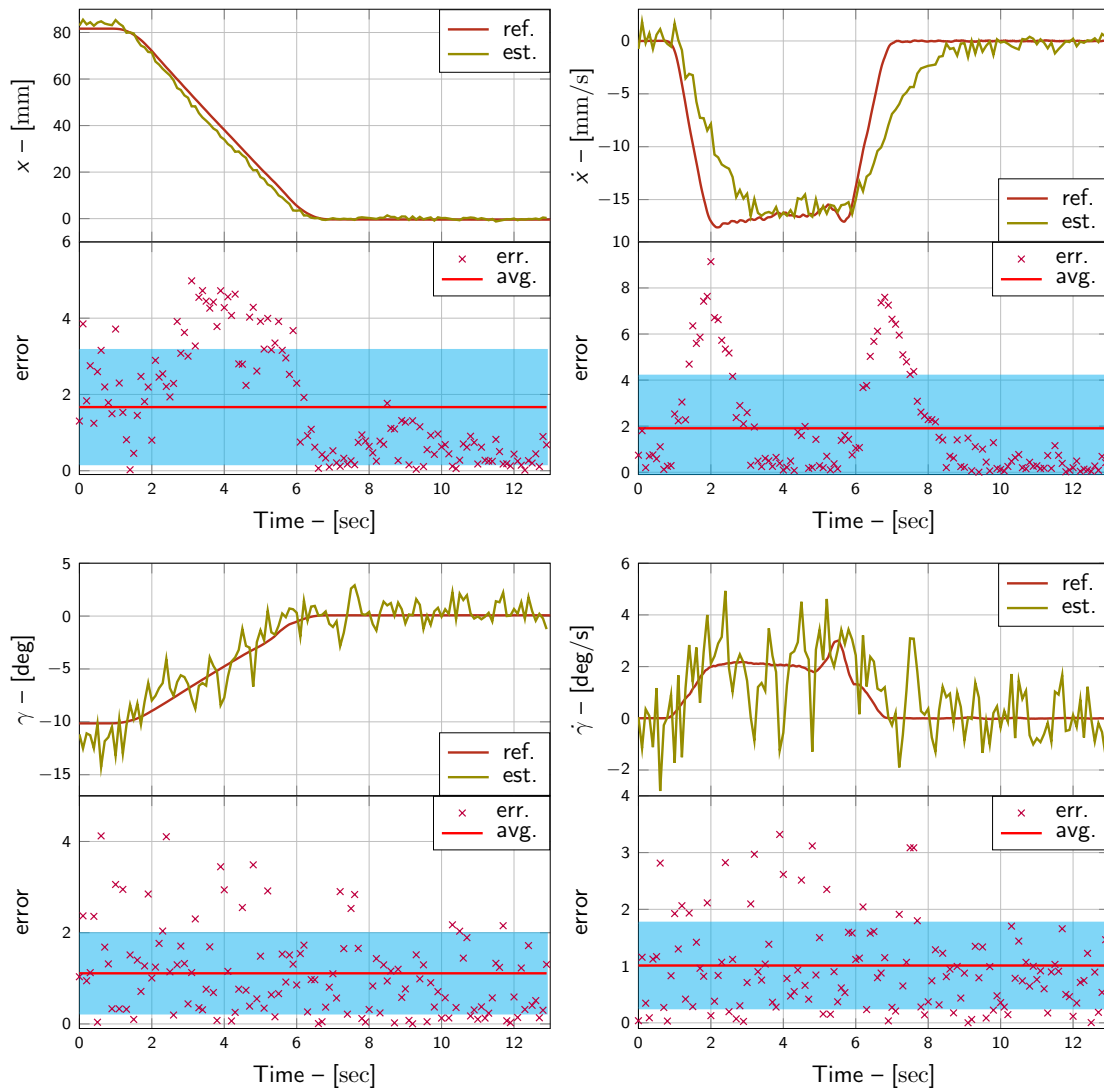 80
60
40
20
0
x – [mm]
ref.
est.
6
4
2
0
error
err.
avg.
0 2 4 6 8 10 12
Time – [sec]
0
−5
−10
−15
ẋ – [mm/s]
ref.
est.
10
8
6
4
2
0
error
err.
avg.
0 2 4 6 8 10 12
Time – [sec]
5
0
−5
−10
−15
γ – [deg]
ref.
est.
4
2
0
error
err.
avg.
0 2 4 6 8 10 12
Time – [sec]
6
4
2
0
−2
γ̇ – [deg/s]
ref.
est.
4
3
2
1
0
error
err.
avg.
0 2 4 6 8 10 12
Time – [sec]